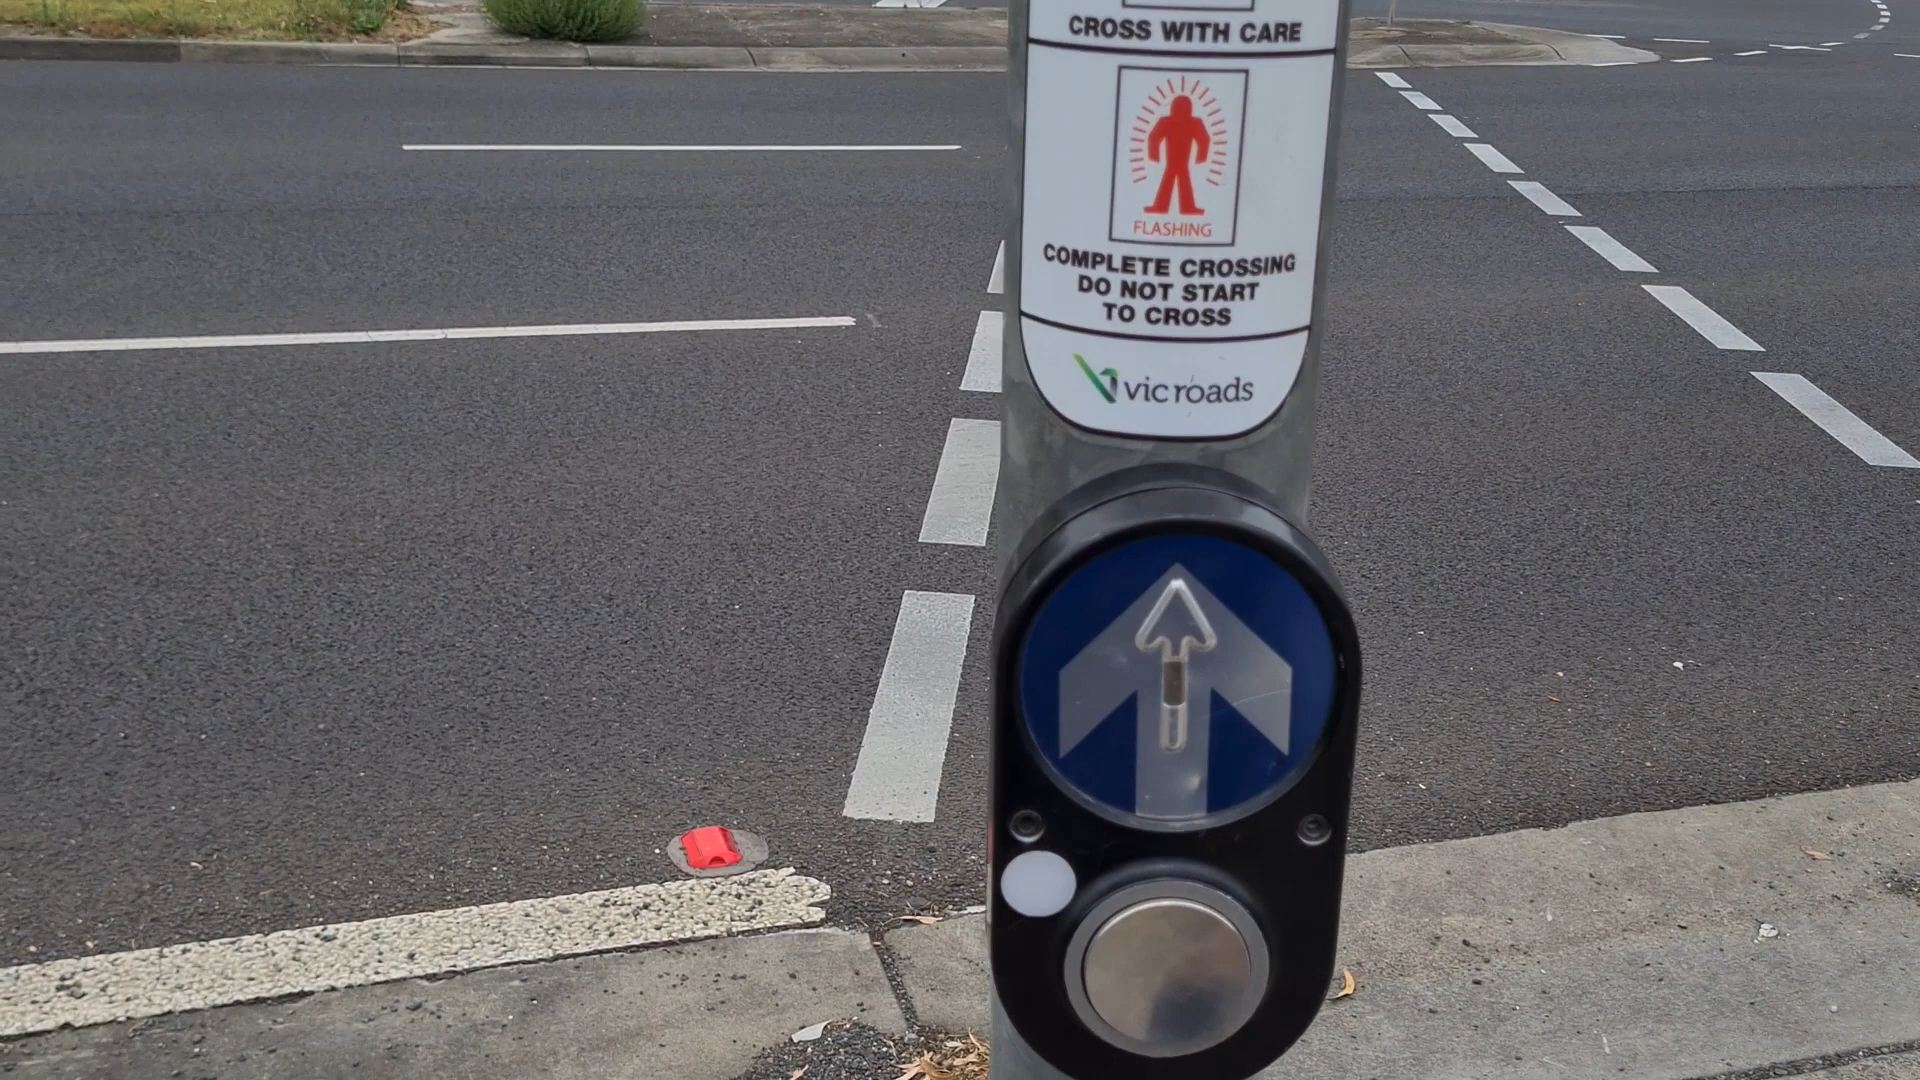 CROSS WITH CARE
FLASHING
COMPLETE CROSSING
DO NOT START
TO CROSS
vicroads